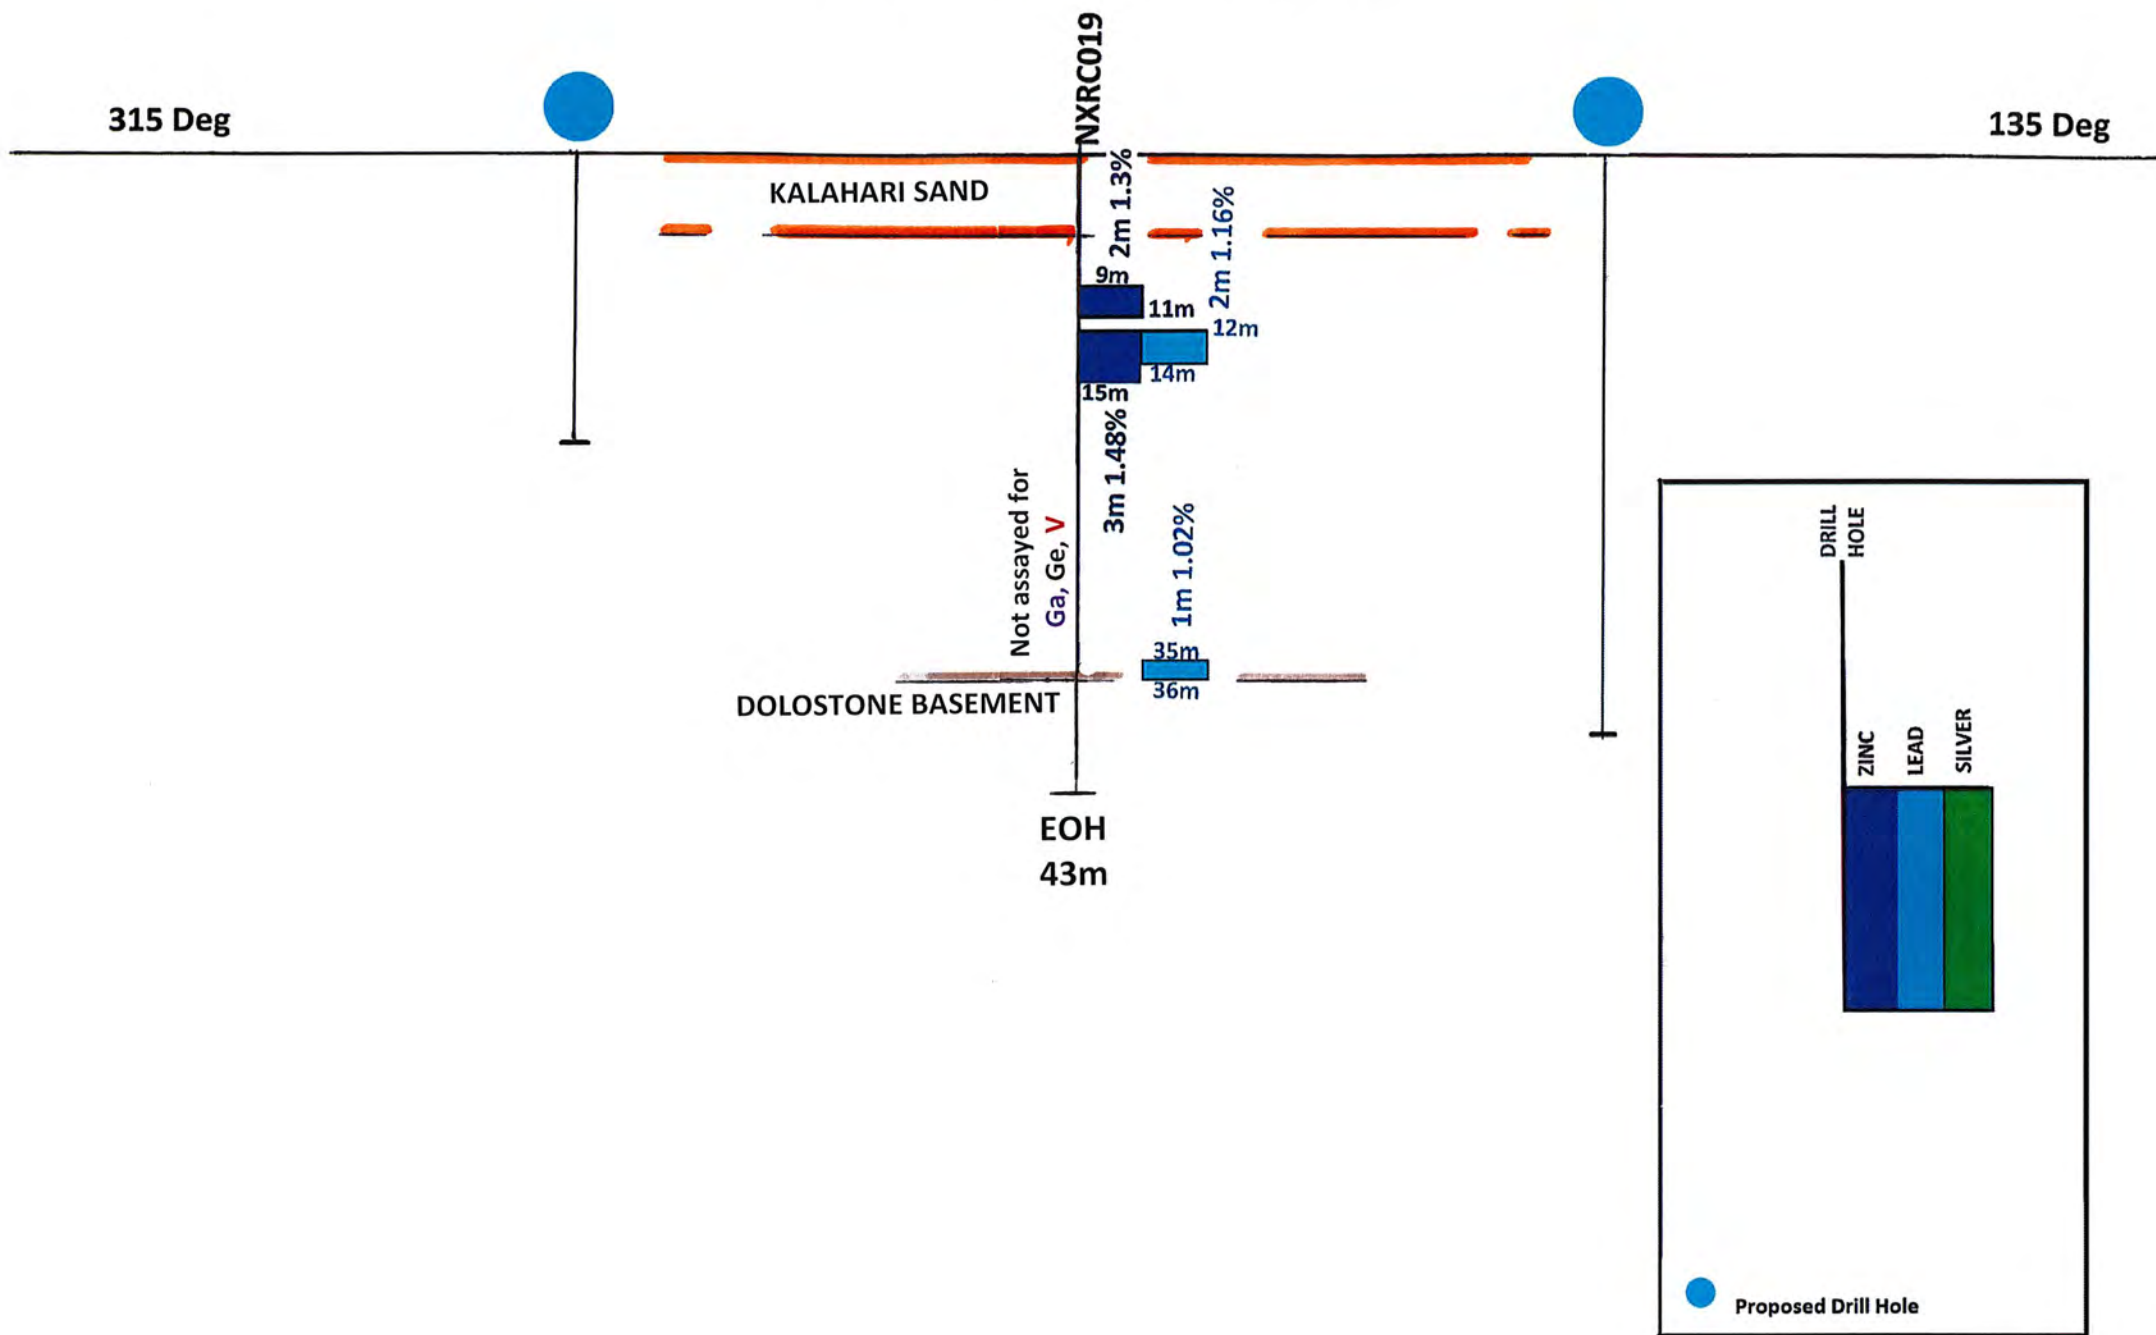 NXRC019
315 Deg
135 Deg
KALAHARI SAND
2m 1.3%
2m 1.16%
9m
11m
12m
14m
15m
3m 1.48%
Not assayed for
Ga, Ge, V
1m 1.02%
35m
36m
DOLOSTONE BASEMENT
EOH
43m
DRILL
HOLE
ZINC
LEAD
SILVER
Proposed Drill Hole